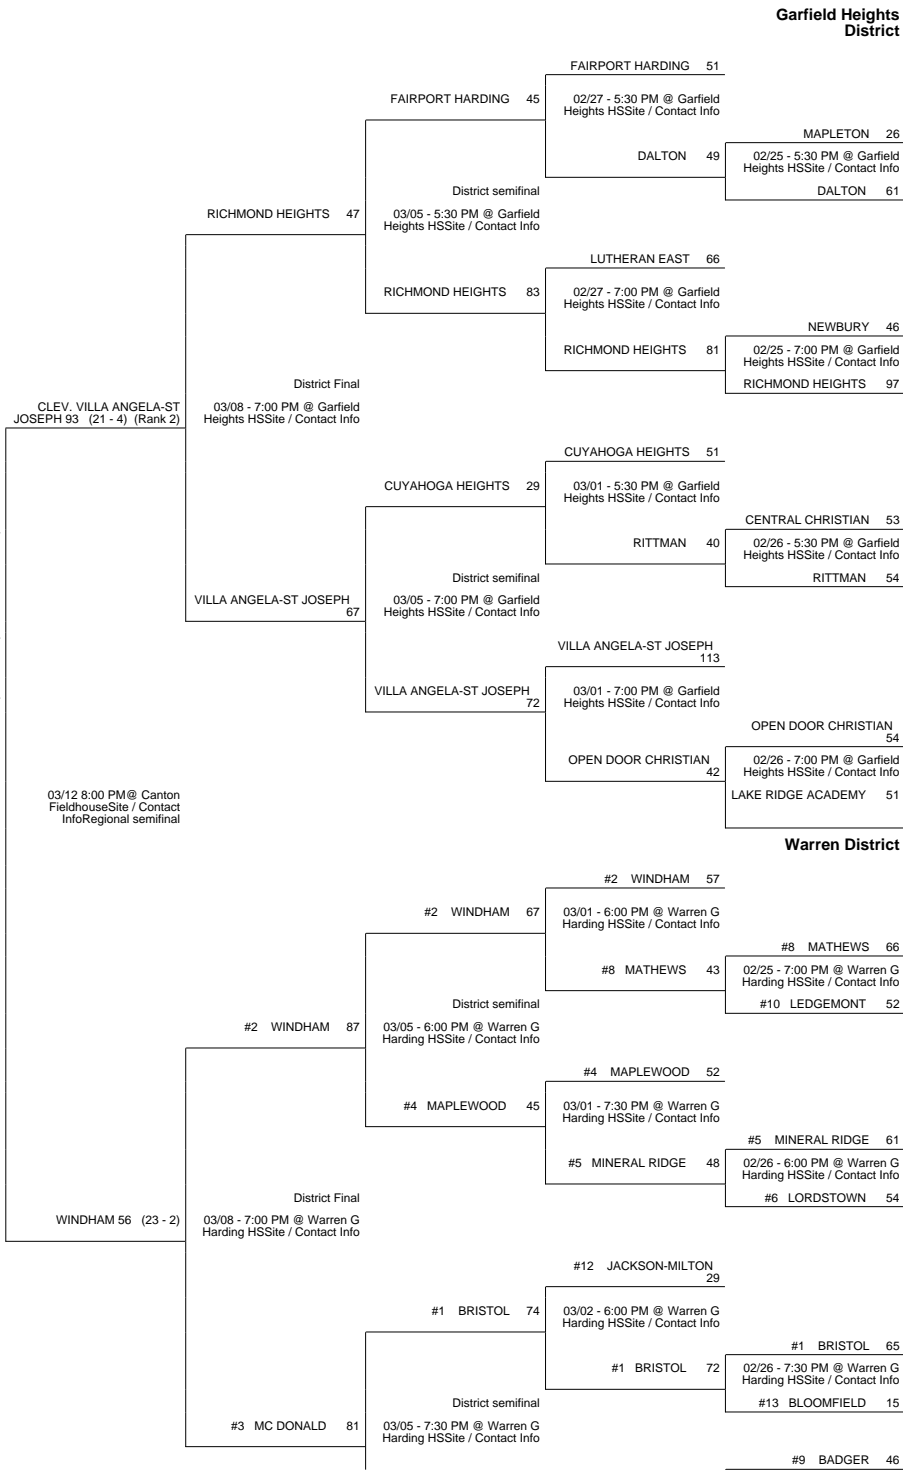 Garfield Heights
District
FAIRPORT HARDING 51
FAIRPORT HARDING 45
02/27 - 5:30 PM @ Garfield
Heights HSSite / Contact Info
MAPLETON 26
DALTON 49
02/25 - 5:30 PM @ Garfield
Heights HSSite / Contact Info
DALTON 61
District semifinal
RICHMOND HEIGHTS 47
03/05 - 5:30 PM @ Garfield
Heights HSSite / Contact Info
LUTHERAN EAST 66
RICHMOND HEIGHTS 83
02/27 - 7:00 PM @ Garfield
Heights HSSite / Contact Info
NEWBURY 46
RICHMOND HEIGHTS 81
02/25 - 7:00 PM @ Garfield
Heights HSSite / Contact Info
RICHMOND HEIGHTS 97
District Final
CLEV. VILLA ANGELA-ST
JOSEPH 93 (21 - 4) (Rank 2)
03/08 - 7:00 PM @ Garfield
Heights HSSite / Contact Info
CUYAHOGA HEIGHTS 51
CUYAHOGA HEIGHTS 29
03/01 - 5:30 PM @ Garfield
Heights HSSite / Contact Info
CENTRAL CHRISTIAN 53
RITTMAN 40
02/26 - 5:30 PM @ Garfield
Heights HSSite / Contact Info
RITTMAN 54
District semifinal
VILLA ANGELA-ST JOSEPH
67
03/05 - 7:00 PM @ Garfield
Heights HSSite / Contact Info
VILLA ANGELA-ST JOSEPH
113
VILLA ANGELA-ST JOSEPH
72
03/01 - 7:00 PM @ Garfield
Heights HSSite / Contact Info
OPEN DOOR CHRISTIAN
54
OPEN DOOR CHRISTIAN
42
02/26 - 7:00 PM @ Garfield
Heights HSSite / Contact Info
LAKE RIDGE ACADEMY 51
03/12 8:00 PM@ Canton
FieldhouseSite / Contact
InfoRegional semifinal
Warren District
#2 WINDHAM 57
#2 WINDHAM 67
03/01 - 6:00 PM @ Warren G
Harding HSSite / Contact Info
#8 MATHEWS 66
#8 MATHEWS 43
02/25 - 7:00 PM @ Warren G
Harding HSSite / Contact Info
#10 LEDGEMONT 52
District semifinal
#2 WINDHAM 87
03/05 - 6:00 PM @ Warren G
Harding HSSite / Contact Info
#4 MAPLEWOOD 52
#4 MAPLEWOOD 45
03/01 - 7:30 PM @ Warren G
Harding HSSite / Contact Info
#5 MINERAL RIDGE 61
#5 MINERAL RIDGE 48
02/26 - 6:00 PM @ Warren G
Harding HSSite / Contact Info
#6 LORDSTOWN 54
District Final
WINDHAM 56 (23 - 2)
03/08 - 7:00 PM @ Warren G
Harding HSSite / Contact Info
#12 JACKSON-MILTON
29
#1 BRISTOL 74
03/02 - 6:00 PM @ Warren G
Harding HSSite / Contact Info
#1 BRISTOL 65
#1 BRISTOL 72
02/26 - 7:30 PM @ Warren G
Harding HSSite / Contact Info
#13 BLOOMFIELD 15
District semifinal
#3 MC DONALD 81
03/05 - 7:30 PM @ Warren G
Harding HSSite / Contact Info
#9 BADGER 46